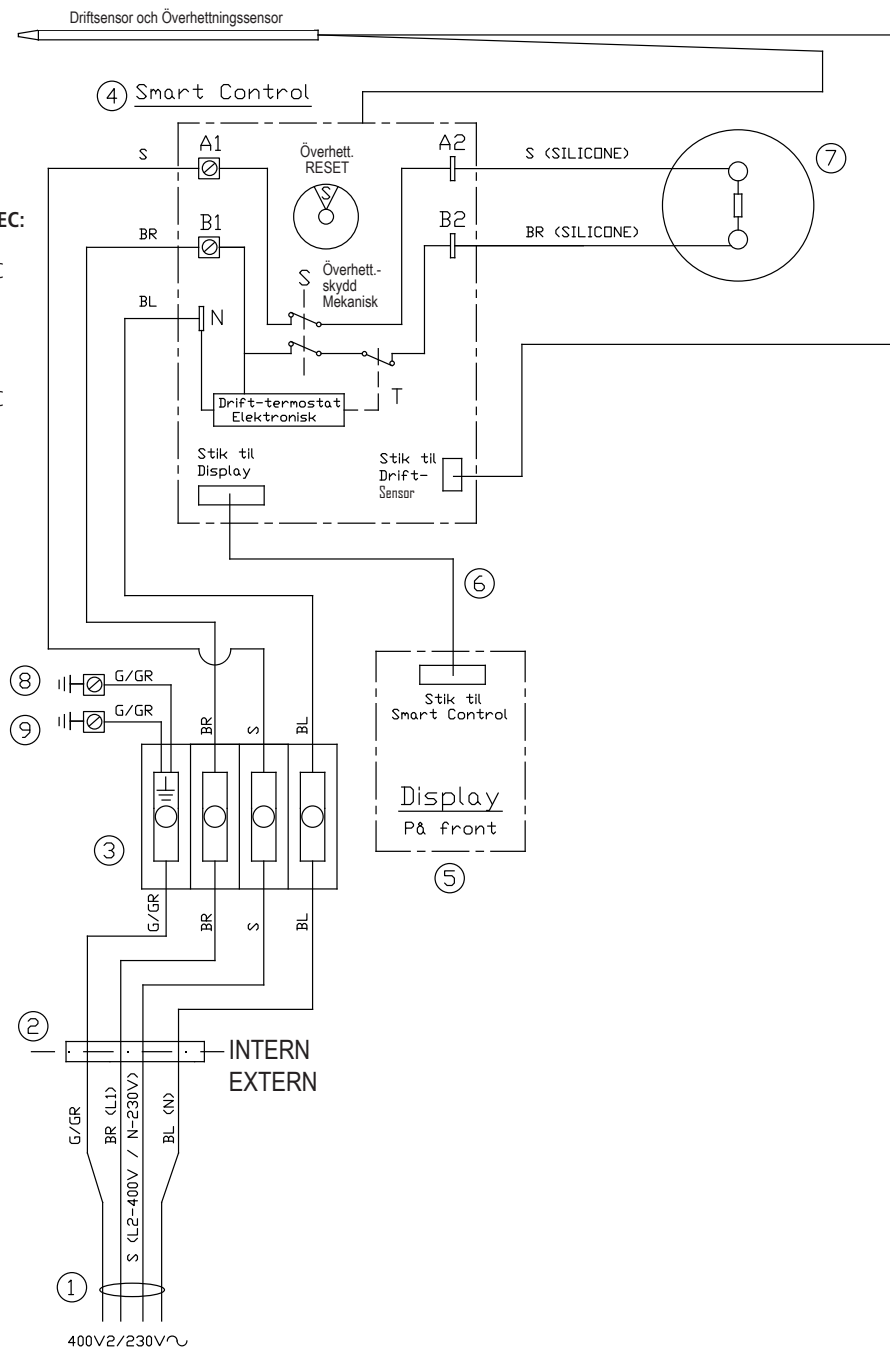 Driftsensor och Överhettningssensor
4 Smart Control
A1
A2
S
Överhett.
RESET
S
S (SILICONE)
7
EC:
B1
B2
BR
BR (SILICONE)
C
S
Överhett.-
skydd
Mekanisk
BL
N
C
T
Drift-termostat
Elektronisk
Stik til
Display
Stik til
Drift-
Sensor
6
8
G/GR
9
G/GR
Stik til
Smart Control
BR
S
BL
Display
På front
3
5
G/GR
BR
S
BL
2
INTERN
EXTERN
G/GR
BR (L1)
S (L2-400V / N-230V)
BL (N)
1
400V2/230V~